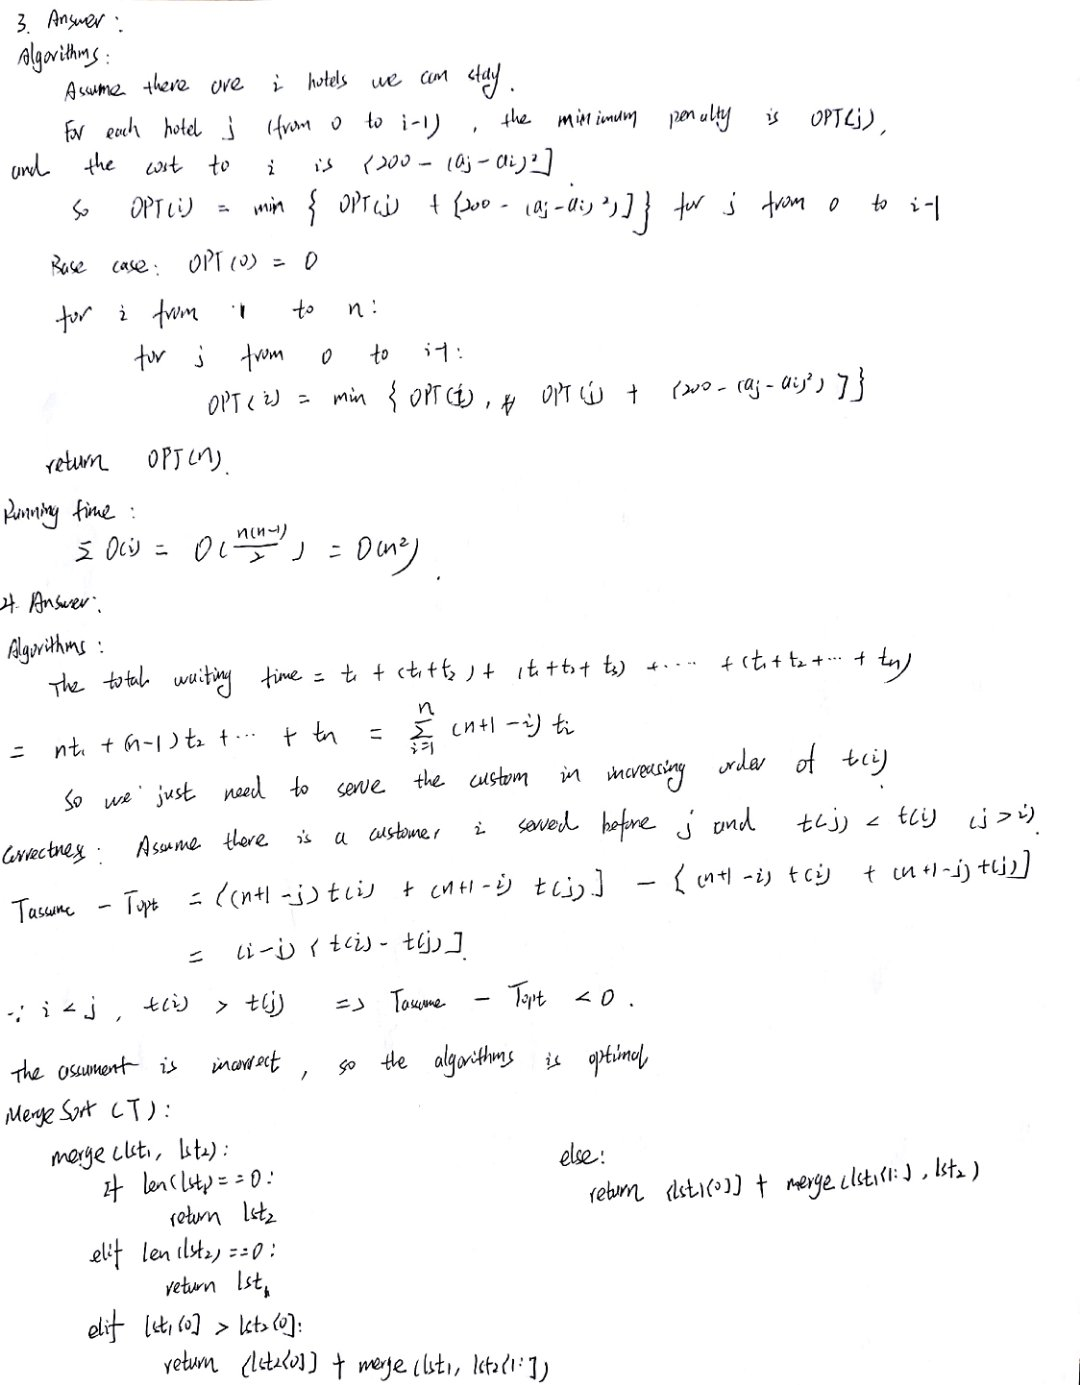 3. Answer:
Algorithms:
Assume there are i hotels we can stay.
For each hotel j (from 0 to i-1), the minimum penalty is OPT(j),
and the cost to i is [200 - (aj - ai)²].
So OPT(i) = min { OPT(j) + [200 - (aj - ai)²)] } for j from 0 to i-1
Base case: OPT(0) = 0
for i from 1 to n:
for j from 0 to i-1:
OPT(i) = min { OPT(i), OPT(j) + (200 - (aj - ai)²) ] }
return OPT(n).
Running time:
Σ O(i) = O( n(n-1)/2 ) = O(n²).
4. Answer:
Algorithms:
The total waiting time = t₁ + (t₁+t₂) + (t₁+t₂+t₃) + .... + (t₁+t₂+...+tn)
= nt₁ + (n-1)t₂ + ... + tn = Σⁿᵢ₌₁ (n+1-i) ti
So we just need to serve the custom in increasing order of t(i)
Correctness: Assume there is a customer i served before j and t(j) < t(i) (j>i).
Tassume - Topt = [(n+1-j)t(i) + (n+1-i) t(j)] - [(n+1-i) t(i) + (n+1-j)t(j)]
= (i-j) [t(i) - t(j)].
∵ i<j, t(i) > t(j) => Tassume - Topt < 0.
The assument is incorrect, so the algorithms is optimal
Merge Sort (T):
merge(lst₁, lst₂):
If len(lst₁) == 0:
return lst₂
elif len(lst₂) == 0:
return lst₁
elif lst₁[0] > lst₂[0]:
return [lst₂[0]] + merge(lst₁, lst₂[1:])
else:
return [lst₁[0]] + merge(lst₁[1:], lst₂)